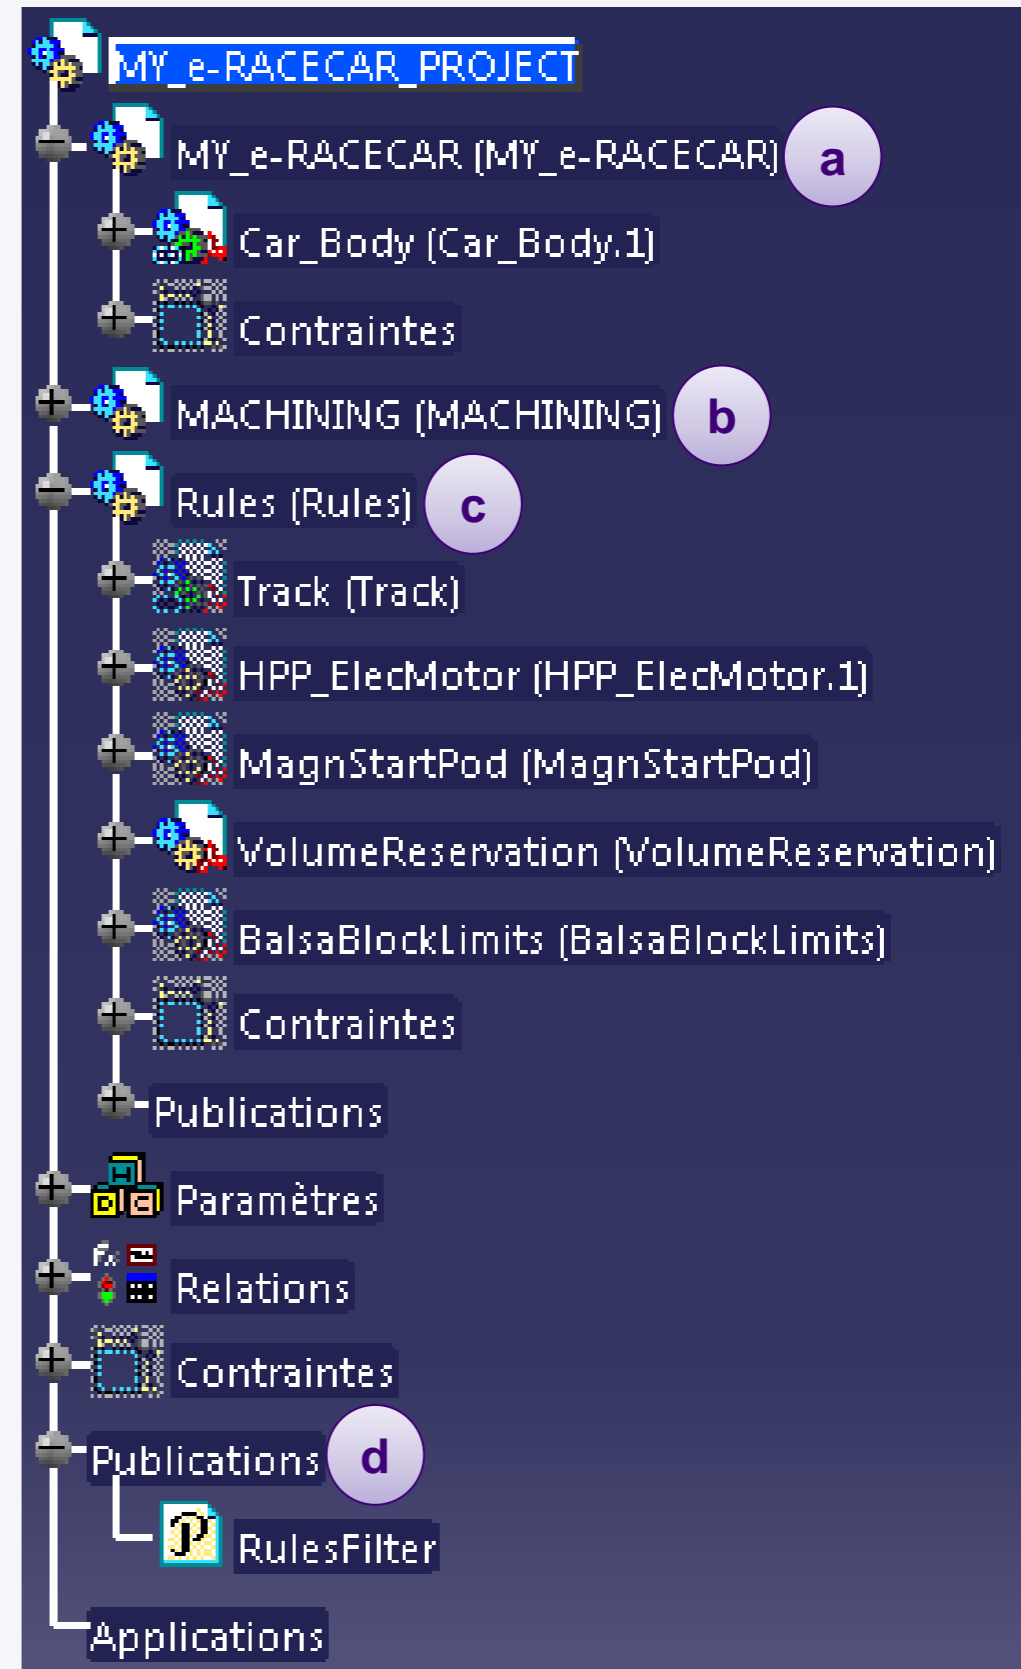 MY_e-RACECAR_PROJECT
MY_e-RACECAR (MY_e-RACECAR) a
Car_Body (Car_Body.1)
Contraintes
MACHINING (MACHINING) b
Rules (Rules) c
Track (Track)
HPP_ElecMotor (HPP_ElecMotor.1)
MagnStartPod (MagnStartPod)
VolumeReservation (VolumeReservation)
BalsaBlockLimits (BalsaBlockLimits)
Contraintes
Publications
Paramètres
Relations
Contraintes
Publications d
RulesFilter
Applications